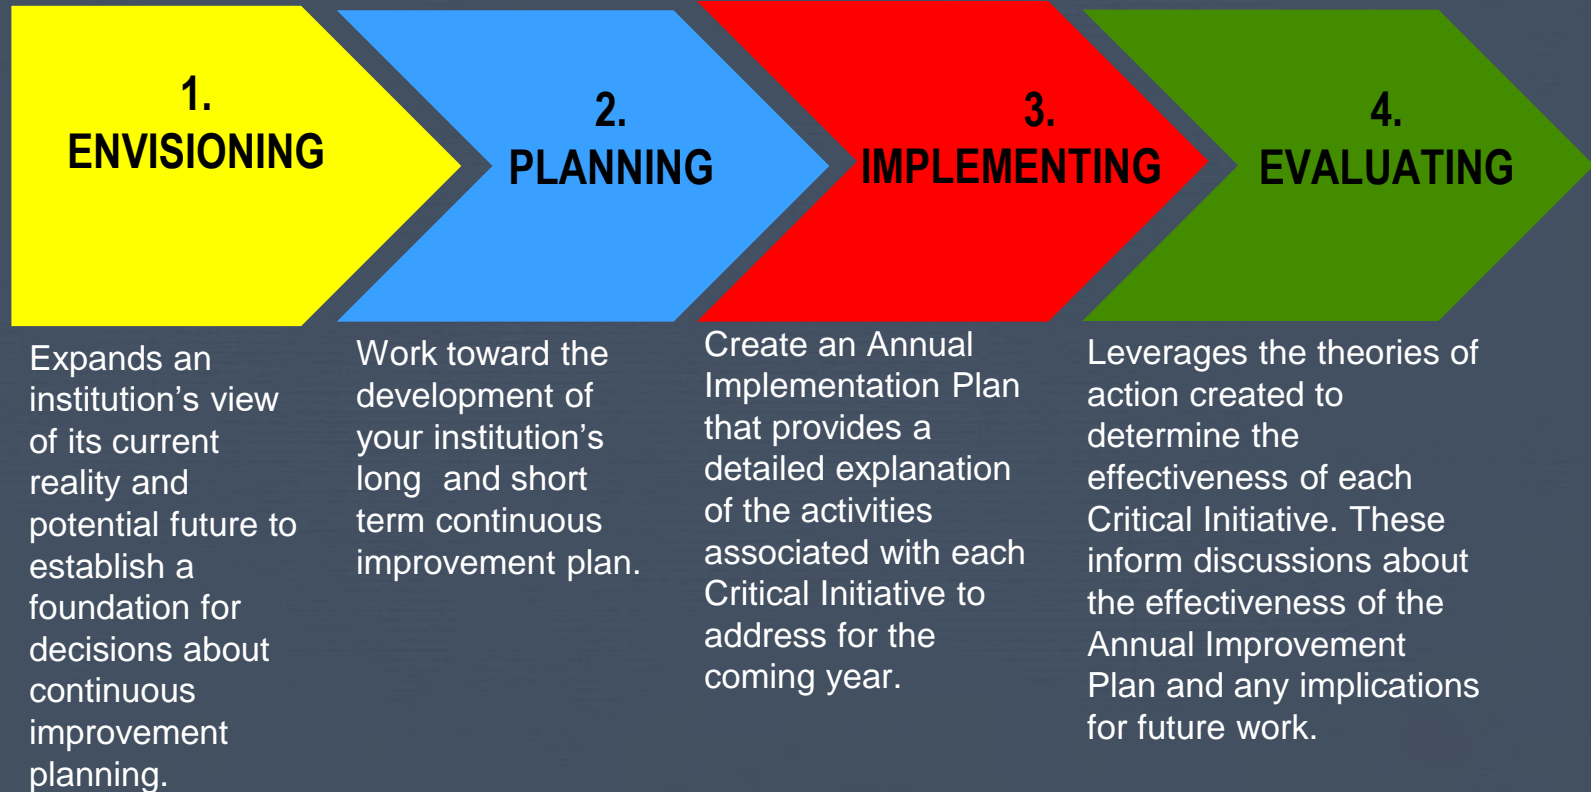 1.
ENVISIONING
2.
PLANNING
3.
IMPLEMENTING
4.
EVALUATING
Expands an
institution’s view
of its current
reality and
potential future to
establish a
foundation for
decisions about
continuous
improvement
planning.
Work toward the
development of
your institution’s
long  and short
term continuous
improvement plan.
Create an Annual
Implementation Plan
that provides a
detailed explanation
of the activities
associated with each
Critical Initiative to
address for the
coming year.
Leverages the theories of
action created to
determine the
effectiveness of each
Critical Initiative. These
inform discussions about
the effectiveness of the
Annual Improvement
Plan and any implications
for future work.